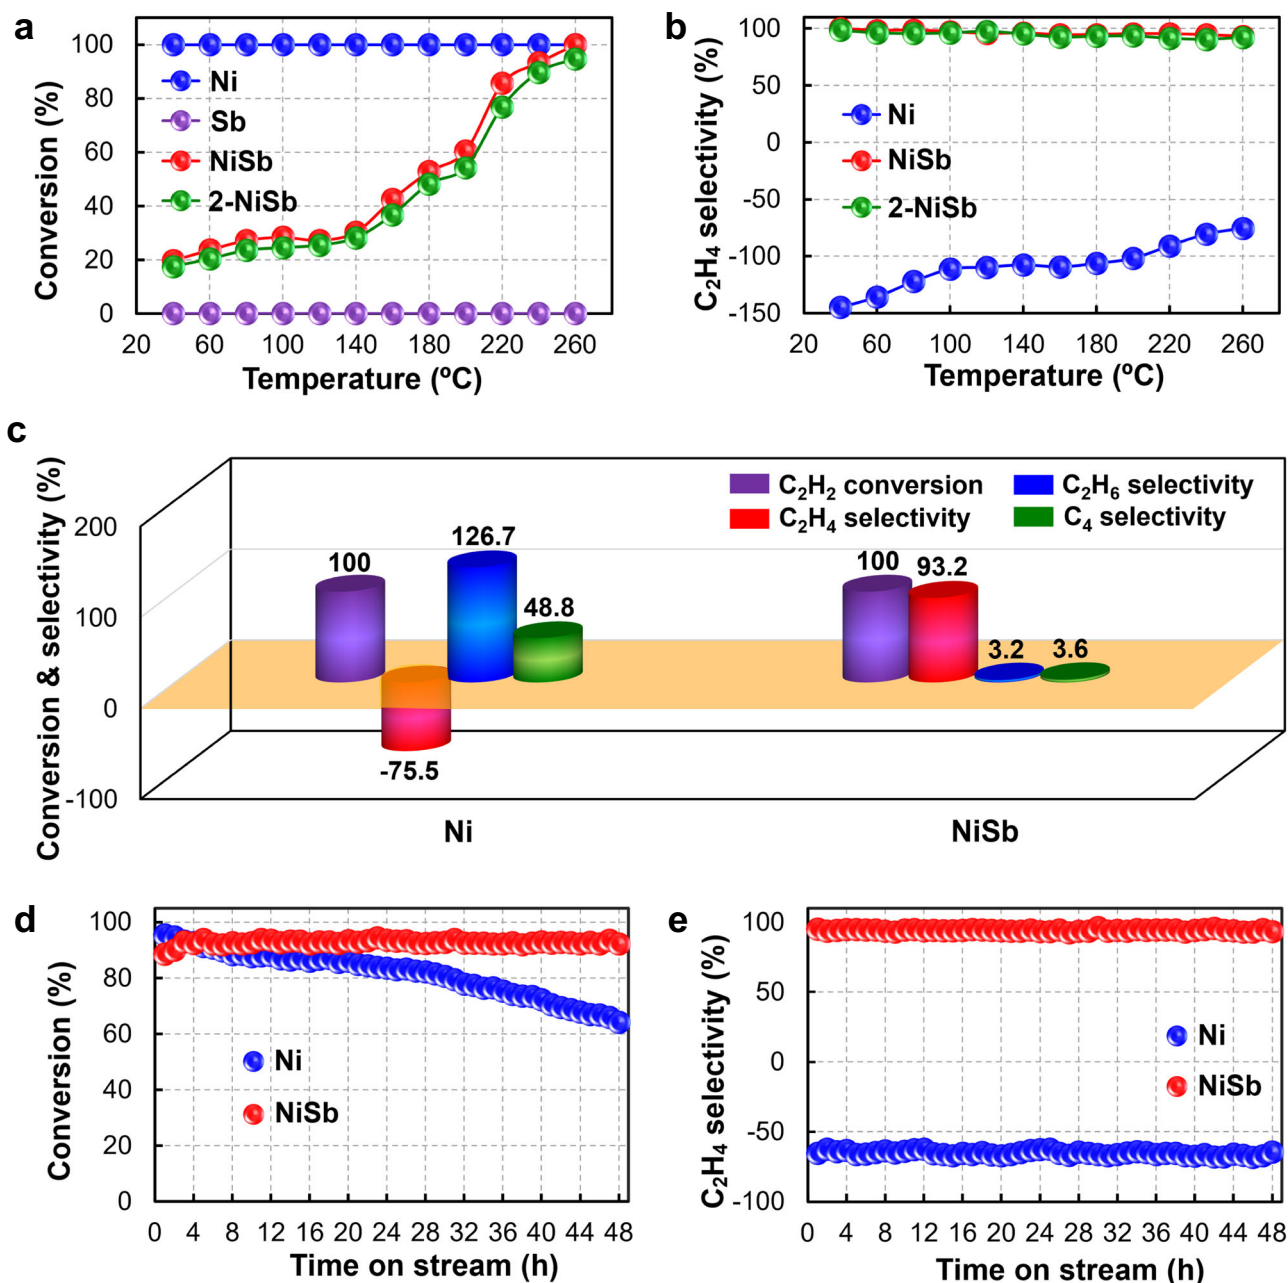 a
Conversion (%)
100
80
60
40
20
0
Ni
Sb
NiSb
2-NiSb
20 60 100 140 180 220 260
Temperature (ºC)
b
C₂H₄ selectivity (%)
100
50
0
-50
-100
-150
Ni
NiSb
2-NiSb
20 60 100 140 180 220 260
Temperature (ºC)
c
Conversion & selectivity (%)
200
100
0
-100
C₂H₂ conversion
C₂H₆ selectivity
C₂H₄ selectivity
C₄ selectivity
100
-75.5
126.7
48.8
100
93.2
3.2
3.6
Ni
NiSb
d
Conversion (%)
100
80
60
40
20
0
Ni
NiSb
0 4 8 12 16 20 24 28 32 36 40 44 48
Time on stream (h)
e
C₂H₄ selectivity (%)
100
50
0
-50
-100
Ni
NiSb
0 4 8 12 16 20 24 28 32 36 40 44 48
Time on stream (h)